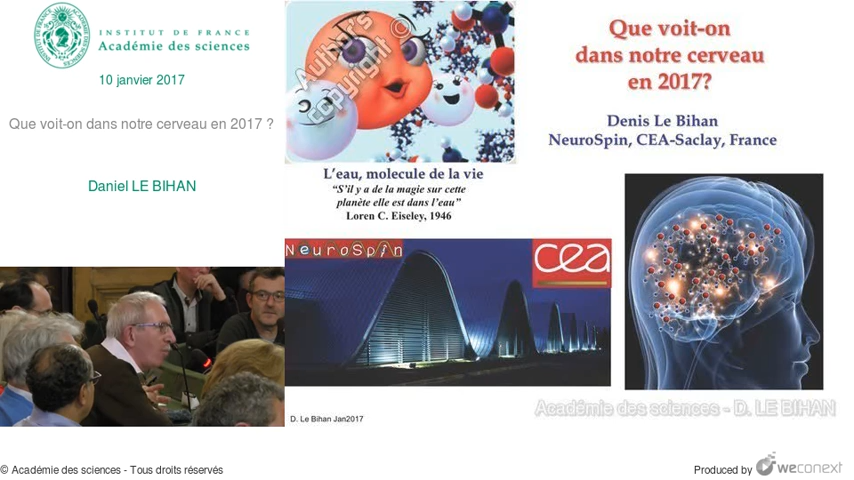 INSTITUT DE FRANCE
Académie des sciences
10 janvier 2017
Que voit-on dans notre cerveau en 2017 ?
Daniel LE BIHAN
Author's
copyright ©
L'eau, molecule de la vie
“S'il y a de la magie sur cette
planète elle est dans l'eau”
Loren C. Eiseley, 1946
Que voit-on
dans notre cerveau
en 2017?
Denis Le Bihan
NeuroSpin, CEA-Saclay, France
NeuroSpin
cea
D. Le Bihan Jan2017
Académie des sciences - D. LE BIHAN
© Académie des sciences - Tous droits réservés
Produced by weconext